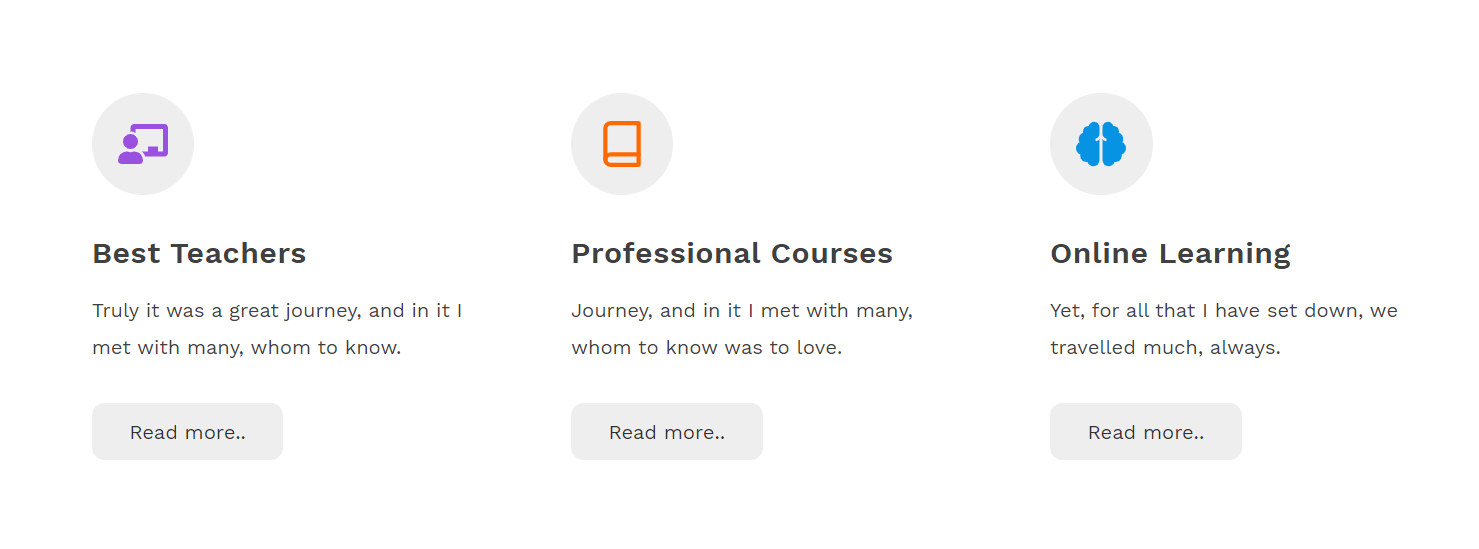 Best Teachers
Truly it was a great journey, and in it I
met with many, whom to know.
Read more..
Professional Courses
Journey, and in it I met with many,
whom to know was to love.
Read more..
Online Learning
Yet, for all that I have set down, we
travelled much, always.
Read more..